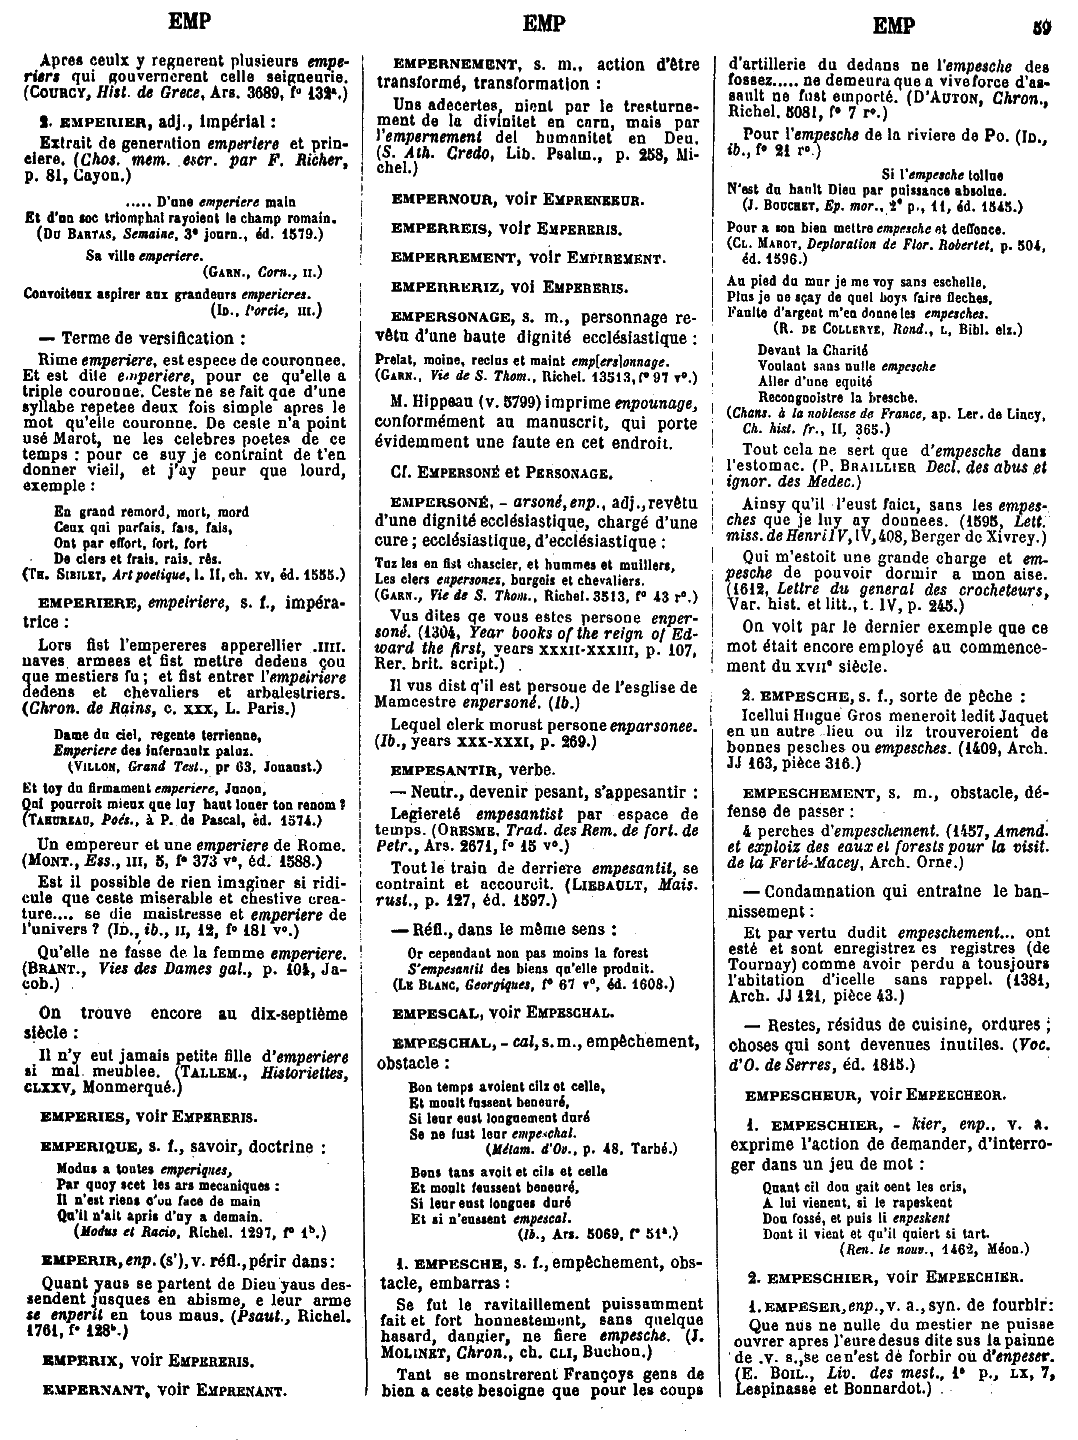 EMP
EMP
EMP
59
Apres ceulx y regnerent plusieurs empe-
riers qui gouvernerent celle seigneurie.
(COURCY, Hist. de Grece, Ars. 3689, f° 132ª.)
2. EMPERIER, adj., impérial :
Extrait de generation emperiere et prin-
ciere. (Chos. mem. escr. par F. Richer,
p. 81, Cayon.)
..... D'une emperiere main
Et d'un soc triomphal rayoient le champ romain.
(DU BARTAS, Semaine, 3° journ., éd. 1579.)
Sa ville emperiere.
(GARN., Corn., II.)
Convoiteux aspirer aux grandeurs emperieres.
(ID., Porcie, III.)
— Terme de versification :
Rime emperiere, est espece de couronnee.
Et est dite emperiere, pour ce qu'elle a
triple couronne. Ceste ne se fait que d'une
syllabe repetee deux fois simple apres le
mot qu'elle couronne. De ceste n'a point
usé Marot, ne les celebres poetes de ce
temps : pour ce suy je contraint de t'en
donner vieil, et j'ay peur que lourd,
exemple :
En grand remord, mort, mord
Ceux qui parfais, fais, fais,
Ont par effort, fort, fort
De clers et frais, rais, rés.
(TH. SIBILET, Art poetique, l. II, ch. XV, éd. 1555.)
EMPERIERE, empeiriere, s. f., impéra-
trice :
Lors fist l'empereres apperellier .IIII.
naves armees et fist mettre dedens çou
que mestiers fu ; et fist entrer l'empeiriere
dedens et chevaliers et arbalestriers.
(Chron. de Rains, c. XXX, L. Paris.)
Dame du ciel, regente terrienne,
Emperiere des infernaulx paluz.
(VILLON, Grand Test., pr 63, Jouaust.)
Et toy du firmament emperiere, Junon,
Qui pourroit mieux que luy haut louer ton renom ?
(TAHUREAU, Poés., à P. de Pascal, éd. 1574.)
Un empereur et une emperiere de Rome.
(MONT., Ess., III, 5, f° 373 v°, éd. 1588.)
Est il possible de rien imaginer si ridi-
cule que ceste miserable et chestive crea-
ture.... se die maistresse et emperiere de
l'univers ? (ID., ib., II, 12, f° 181 v°.)
Qu'elle ne fasse de la femme emperiere.
(BRANT., Vies des Dames gal., p. 104, Ja-
cob.)
On trouve encore au dix-septième
siècle :
Il n'y eut jamais petite fille d'emperiere
si mal meublee. (TALLEM., Historiettes,
CLXXV, Monmerqué.)
EMPERIES, voir EMPERERIS.
EMPERIQUE, s. f., savoir, doctrine :
Modus a toutes emperiques,
Par quoy scet les ars mecaniques :
Il n'est riens c'ou face de main
Qu'il n'ait apris d'uy a demain.
(Modus et Racio, Richel. 1297, f° 1ᵇ.)
EMPERIR, enp. (s'), v. réfl., périr dans :
Quant yaus se partent de Dieu yaus des-
sendent jusques en abisme, e leur arme
se enperit en tous maus. (Psaut., Richel.
1761, f° 128ᵇ.)
EMPERIX, voir EMPERERIS.
EMPERNANT, voir EMPRENANT.
EMPERNEMENT, s. m., action d'être
transformé, transformation :
Uns adecertes, nient par le tresturne-
ment de la divinitet en carn, mais par
l'empernement del humanitet en Deu.
(S. Ath. Credo, Lib. Psalm., p. 258, Mi-
chel.)
EMPERNOUR, voir EMPRENEEUR.
EMPERREIS, voir EMPERERIS.
EMPERREMENT, voir EMPIREMENT.
EMPERRERIZ, voi EMPERERIS.
EMPERSONAGE, s. m., personnage re-
vêtu d'une haute dignité ecclésiastique :
Prelat, moine, reclus et maint emp[ers]onnage.
(GARN., Vie de S. Thom., Richel. 13513, f° 97 v°.)
M. Hippeau (v. 5799) imprime enpounage,
conformément au manuscrit, qui porte
évidemment une faute en cet endroit.
Cf. EMPERSONÉ et PERSONAGE.
EMPERSONÉ, - arsoné, enp., adj., revêtu
d'une dignité ecclésiastique, chargé d'une
cure ; ecclésiastique, d'ecclésiastique :
Tuz les en fist chascier, et hummes et muillers,
Les clers enpersonez, burgois et chevaliers.
(GARN., Vie de S. Thom., Richel. 3513, f° 43 r°.)
Vus dites qe vous estes persone enper-
soné. (1304, Year books of the reign of Ed-
ward the first, years XXXII-XXXIII, p. 107,
Rer. brit. script.)
Il vus dist q'il est persoue de l'esglise de
Mamcestre enpersoné. (Ib.)
Lequel clerk morust persone enparsonee.
(Ib., years XXX-XXXI, p. 269.)
EMPESANTIR, verbe.
— Neutr., devenir pesant, s'appesantir :
Legiereté empesantist par espace de
temps. (ORESME, Trad. des Rem. de fort. de
Petr., Ars. 2671, f° 15 v°.)
Tout le train de derriere empesantit, se
contraint et accourcit. (LIEBAULT, Mais.
rust., p. 127, éd. 1597.)
— Réfl., dans le même sens :
Or cependant non pas moins la forest
S'empesantit des biens qu'elle produit.
(LE BLANC, Georgiques, f° 67 v°, éd. 1608.)
EMPESCAL, voir EMPESCHAL.
EMPESCHAL, - cal, s. m., empêchement,
obstacle :
Bon temps avoient cilz et celle,
Et moult fussent beneuré,
Si leur eust longuement duré
Se ne fust leur empeschal.
(Métam. d'Ov., p. 48, Tarbé.)
Bens tans avoit et cils et celle
Et moult feussent beneuré,
Si leur eust longues duré
Et si n'eussent empescal.
(Ib., Ars. 5069, f° 51ª.)
1. EMPESCHE, s. f., empêchement, obs-
tacle, embarras :
Se fut le ravitaillement puissamment
fait et fort honnestement, sans quelque
hasard, dangier, ne fiere empesche. (J.
MOLINET, Chron., ch. CLI, Buchon.)
Tant se monstrerent Françoys gens de
bien a ceste besoigne que pour les coups
d'artillerie du dedans ne l'empesche des
fossez..... ne demeura que a vive force d'as-
sault ne fust emporté. (D'AUTON, Chron.,
Richel. 5081, f° 7 r°.)
Pour l'empesche de la riviere de Po. (ID.,
ib., f° 21 r°.)
Si l'empesche tollue
N'est du hault Dieu par puissance absolue.
(J. BOUCHET, Ep. mor., 2° p., 11, éd. 1545.)
Pour a son bien mettre empesche et deffonce.
(CL. MAROT, Deploration de Flor. Robertet, p. 504,
éd. 1596.)
Au pied du mur je me voy sans eschelle,
Plus je ne sçay de quel boys faire fleches,
Faulte d'argent m'en donne les empesches.
(R. DE COLLERYE, Rond., L, Bibl. elz.)
Devant la Charité
Voulant sans nulle empesche
Aller d'une equité
Recongnoistre la bresche.
(Chans. à la noblesse de France, ap. Ler. de Lincy,
Ch. hist. fr., II, 365.)
Tout cela ne sert que d'empesche dans
l'estomac. (P. BRAILLIER Decl. des abus et
ignor. des Medec.)
Ainsy qu'il l'eust faict, sans les empes-
ches que je luy ay donnees. (1595, Lett.
miss. de Henri IV, IV, 408, Berger de Xivrey.)
Qui m'estoit une grande charge et em-
pesche de pouvoir dormir a mon aise.
(1612, Lettre du general des crocheteurs,
Var. hist. et litt., t. IV, p. 245.)
On voit par le dernier exemple que ce
mot était encore employé au commence-
ment du XVII° siècle.
2. EMPESCHE, s. f., sorte de pêche :
Icellui Hugue Gros meneroit ledit Jaquet
en un autre lieu ou ilz trouveroient de
bonnes pesches ou empesches. (1409, Arch.
JJ 163, pièce 316.)
EMPESCHEMENT, s. m., obstacle, dé-
fense de passer :
4 perches d'empeschement. (1457, Amend.
et exploiz des eaux et forests pour la visit.
de la Ferté-Macey, Arch. Orne.)
— Condamnation qui entraîne le ban-
nissement :
Et par vertu dudit empeschement... ont
esté et sont enregistrez es registres (de
Tournay) comme avoir perdu a tousjours
l'abitation d'icelle sans rappel. (1381,
Arch. JJ 121, pièce 43.)
— Restes, résidus de cuisine, ordures ;
choses qui sont devenues inutiles. (Voc.
d'O. de Serres, éd. 1815.)
EMPESCHEUR, voir EMPEECHEOR.
1. EMPESCHIER, - kier, enp., v. a.
exprime l'action de demander, d'interro-
ger dans un jeu de mot :
Quant cil dou gait oent les cris,
A lui vienent, si le rapeskent
Dou fossé, et puis li enpeskent
Dont il vient et qu'il quiert si tart.
(Ren. le nouv., 1462, Méon.)
2. EMPESCHIER, voir EMPEECHIER.
1. EMPESER, enp., v. a., syn. de fourbir :
Que nus ne nulle du mestier ne puisse
ouvrer apres l'eure desus dite sus la painne
de .v. s., se ce n'est dé forbir ou d'enpeser.
(E. BOIL., Liv. des mest., 1° p., LX, 7,
Lespinasse et Bonnardot.)